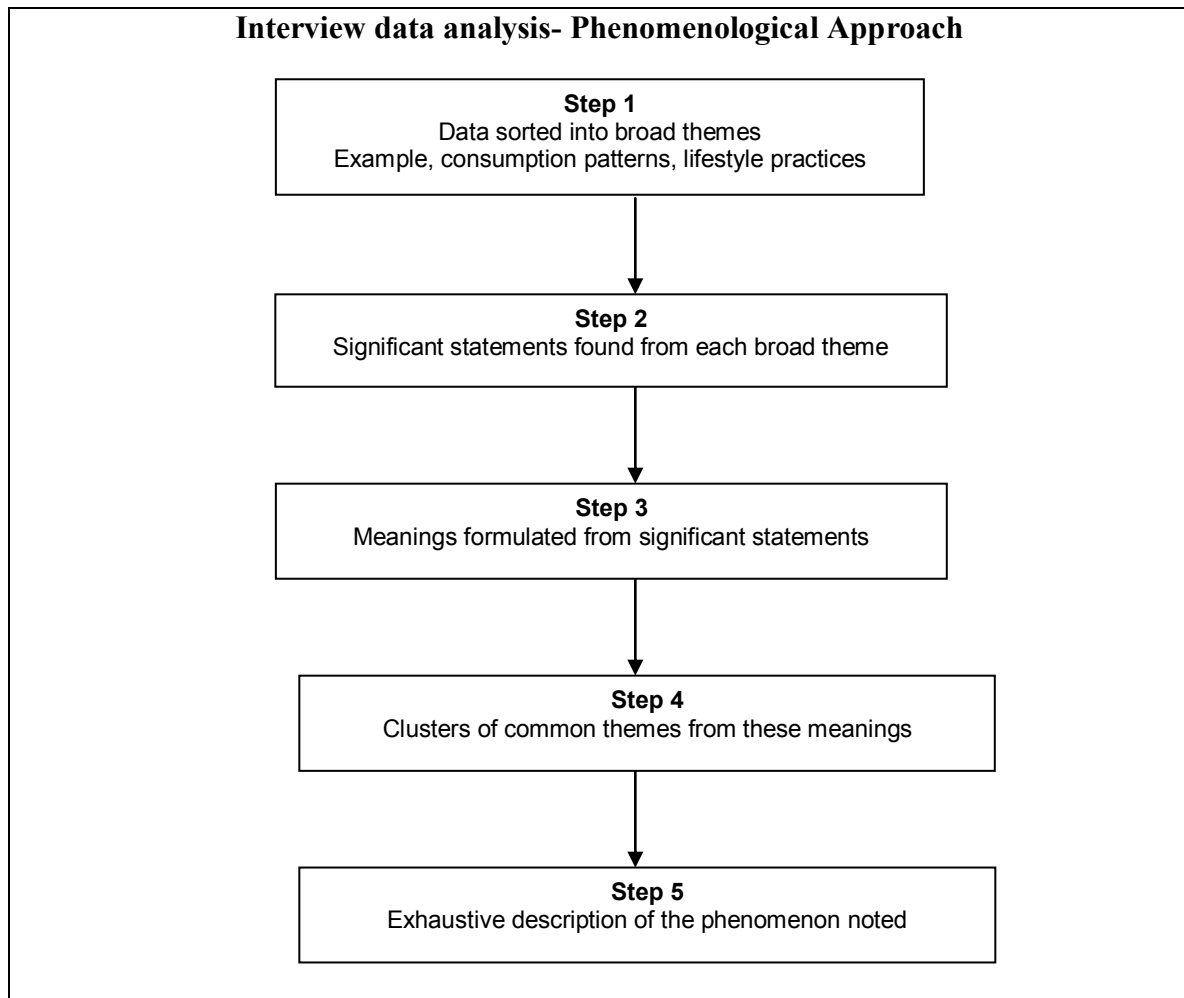 Interview data analysis- Phenomenological Approach
Step 1
Data sorted into broad themes
Example, consumption patterns, lifestyle practices
Step 2
Significant statements found from each broad theme
Step 3
Meanings formulated from significant statements
Step 4
Clusters of common themes from these meanings
Step 5
Exhaustive description of the phenomenon noted